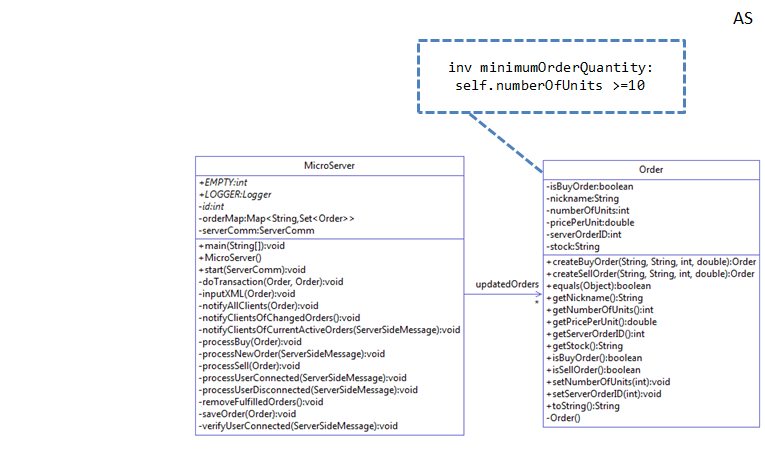 AS
inv minimumOrderQuantity:
self.numberOfUnits >=10
MicroServer
+EMPTY:int
+LOGGER:Logger
-id:int
-orderMap:Map<String,Set<Order>>
-serverComm:ServerComm
+main(String[]):void
+MicroServer()
+start(ServerComm):void
-doTransaction(Order, Order):void
-inputXML(Order):void
-notifyAllClients(Order):void
-notifyClientsOfChangedOrders():void
-notifyClientsOfCurrentActiveOrders(ServerSideMessage):void
-processBuy(Order):void
-processNewOrder(ServerSideMessage):void
-processSell(Order):void
-processUserConnected(ServerSideMessage):void
-processUserDisconnected(ServerSideMessage):void
-removeFulfilledOrders():void
-saveOrder(Order):void
-verifyUserConnected(ServerSideMessage):void
updatedOrders
*
Order
-isBuyOrder:boolean
-nickname:String
-numberOfUnits:int
-pricePerUnit:double
-serverOrderID:int
-stock:String
+createBuyOrder(String, String, int, double):Order
+createSellOrder(String, String, int, double):Order
+equals(Object):boolean
+getNickname():String
+getNumberOfUnits():int
+getPricePerUnit():double
+getServerOrderID():int
+getStock():String
+isBuyOrder():boolean
+isSellOrder():boolean
+setNumberOfUnits(int):void
+setServerOrderID(int):void
+toString():String
-Order()